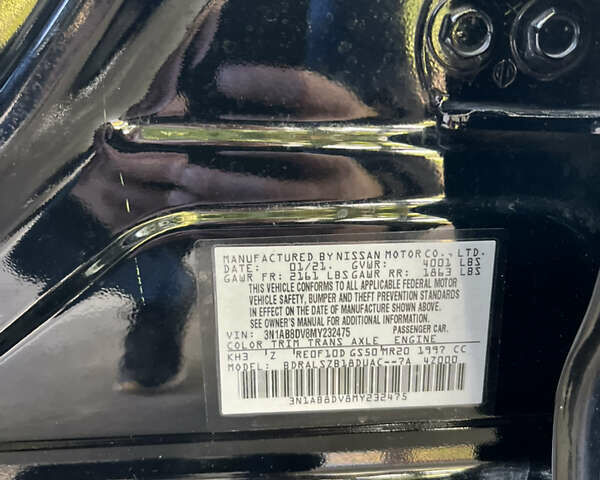 MANUFACTURED BY NISSAN MOTOR CO., LTD.
DATE: 01/21. GVWR: 4001 LBS
GAWR FR: 2161 LBS GAWR RR: 1863 LBS
THIS VEHICLE CONFORMS TO ALL APPLICABLE FEDERAL MOTOR
VEHICLE SAFETY, BUMPER AND THEFT PREVENTION STANDARDS
IN EFFECT ON THE DATE OF MANUFACTURE SHOWN ABOVE.
SEE OWNER'S MANUAL FOR ADDITIONAL INFORMATION.
VIN: 3N1AB8DV8MY232475 PASSENGER CAR.
COLOR TRIM TRANS AXLE ENGINE
KH3 'Z RE0F10D GS50 MR20 1997 CC
MODEL: BDRALSZB18DUAC--7A 4Z000
3N1AB8DV8MY232475